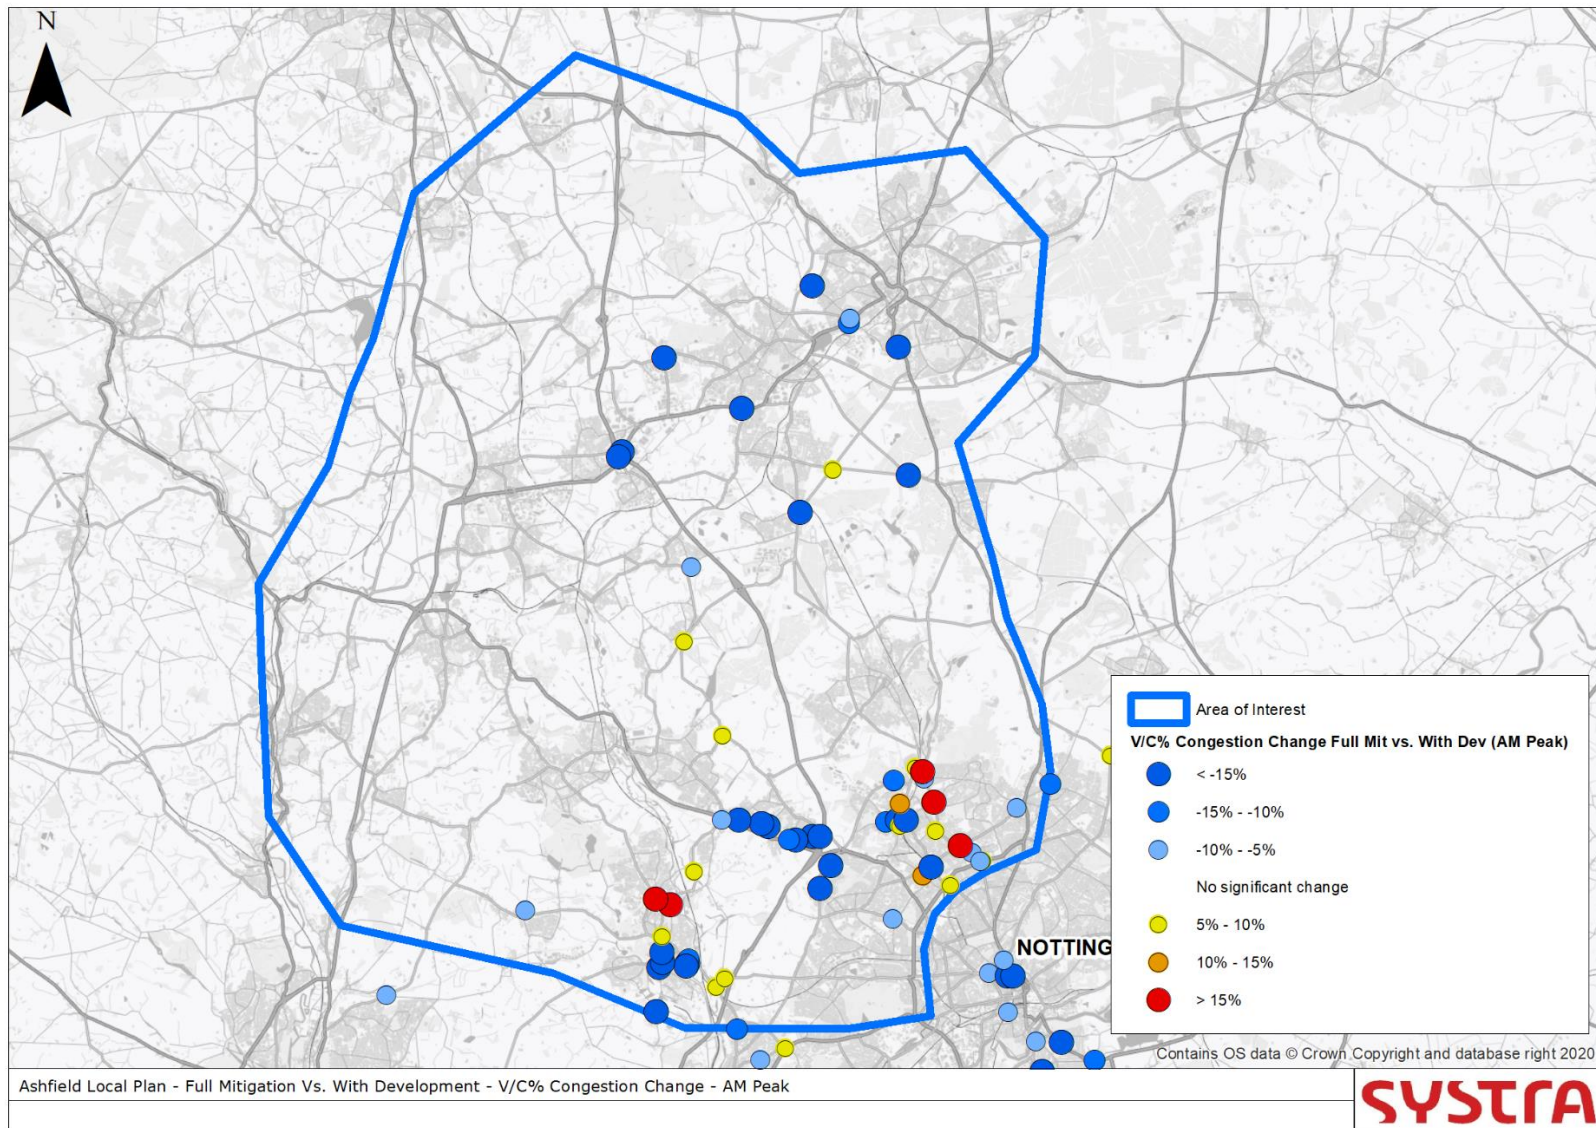 N
NOTTING
Area of Interest
V/C% Congestion Change Full Mit vs. With Dev (AM Peak)
< -15%
-15% - -10%
-10% - -5%
No significant change
5% - 10%
10% - 15%
> 15%
Contains OS data © Crown Copyright and database right 2020
Ashfield Local Plan - Full Mitigation Vs. With Development - V/C% Congestion Change - AM Peak
SYSTRA